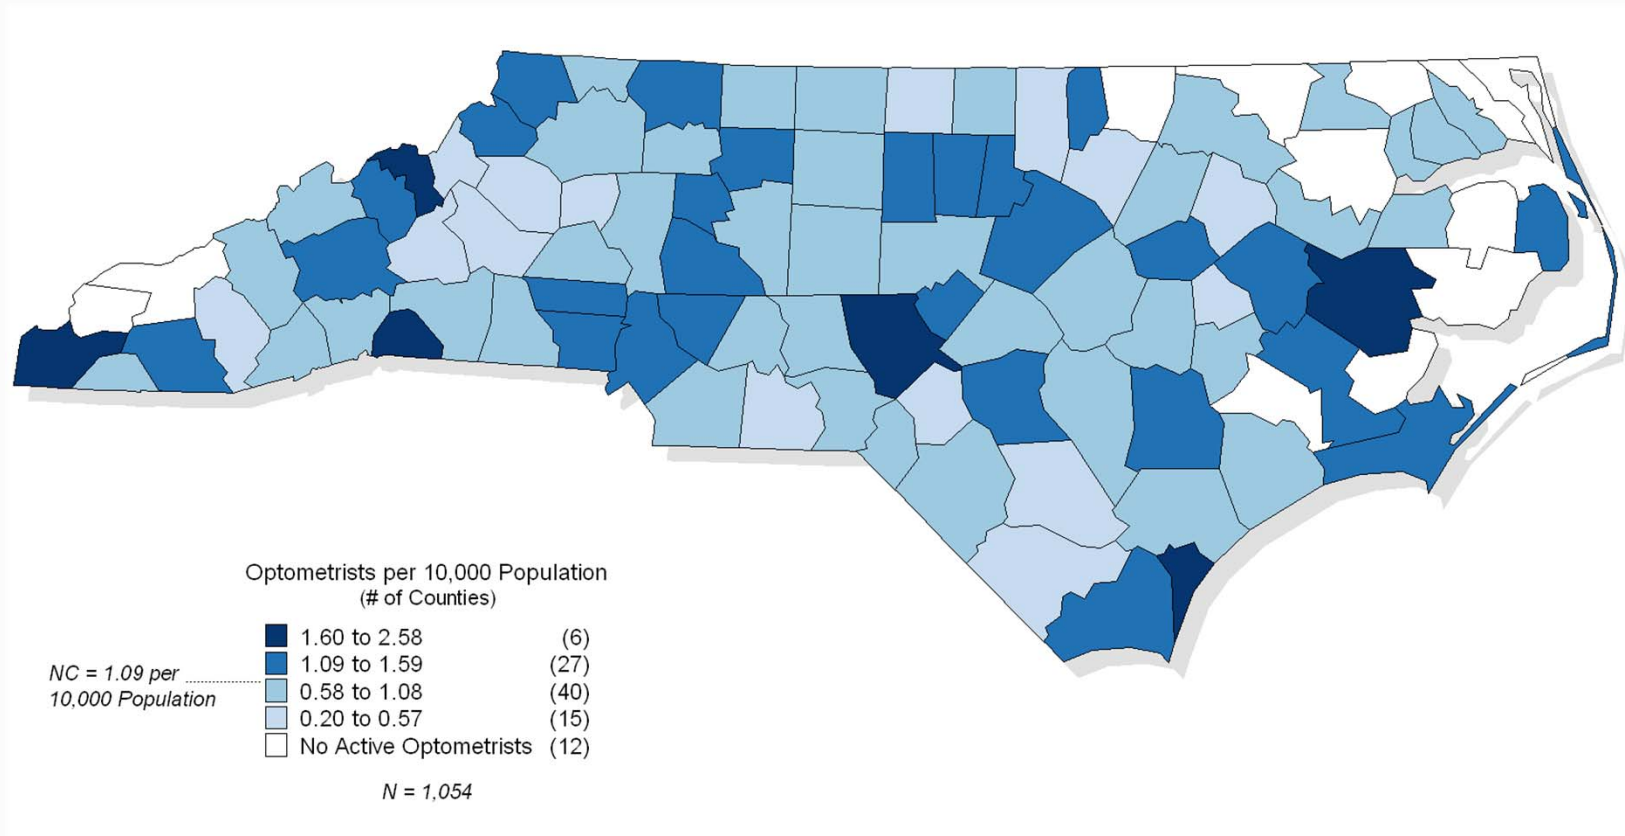 Optometrists per 10,000 Population
(# of Counties)
1.60 to 2.58 (6)
1.09 to 1.59 (27)
NC = 1.09 per
10,000 Population
0.58 to 1.08 (40)
0.20 to 0.57 (15)
No Active Optometrists (12)
N = 1,054